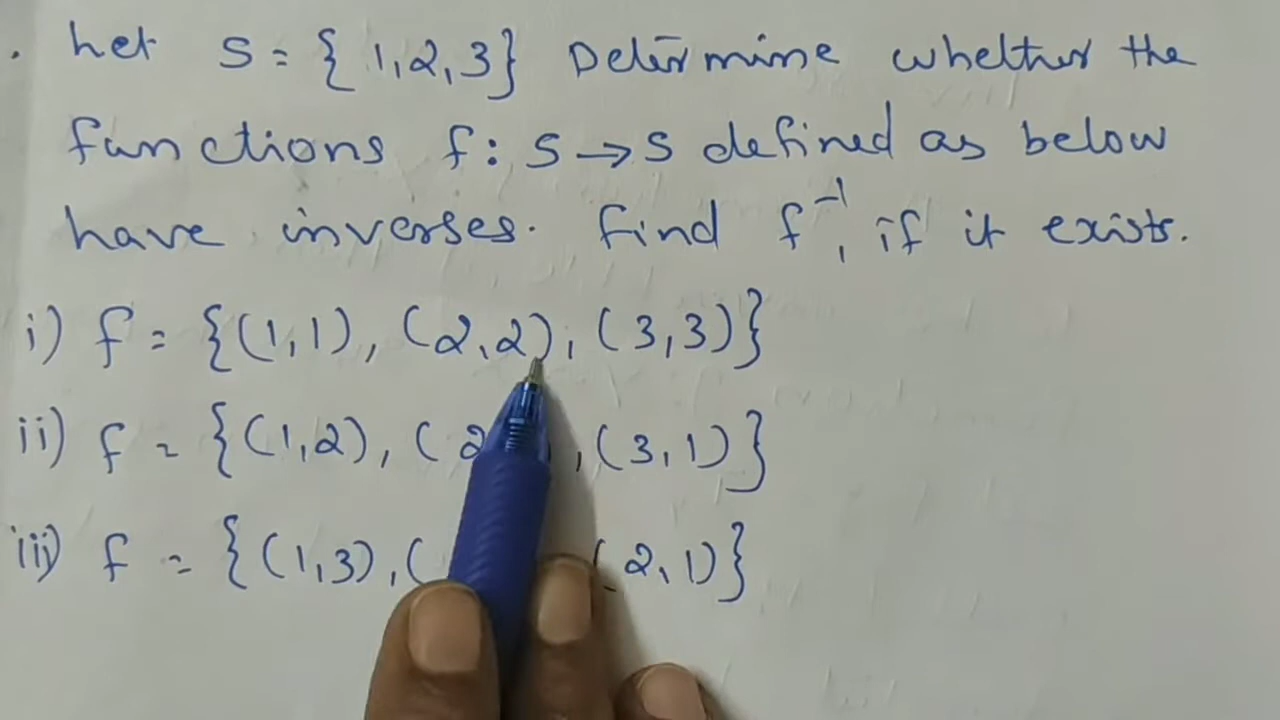 . Let S = { 1,2,3} Determine whether the
functions f: S → S defined as below
have inverses. Find f⁻¹, if it exists.
i) f = {(1,1), (2,2), (3,3)}
ii) f = {(1,2), (2 , (3,1)}
iii) f = {(1,3), ( ( 2,1)}